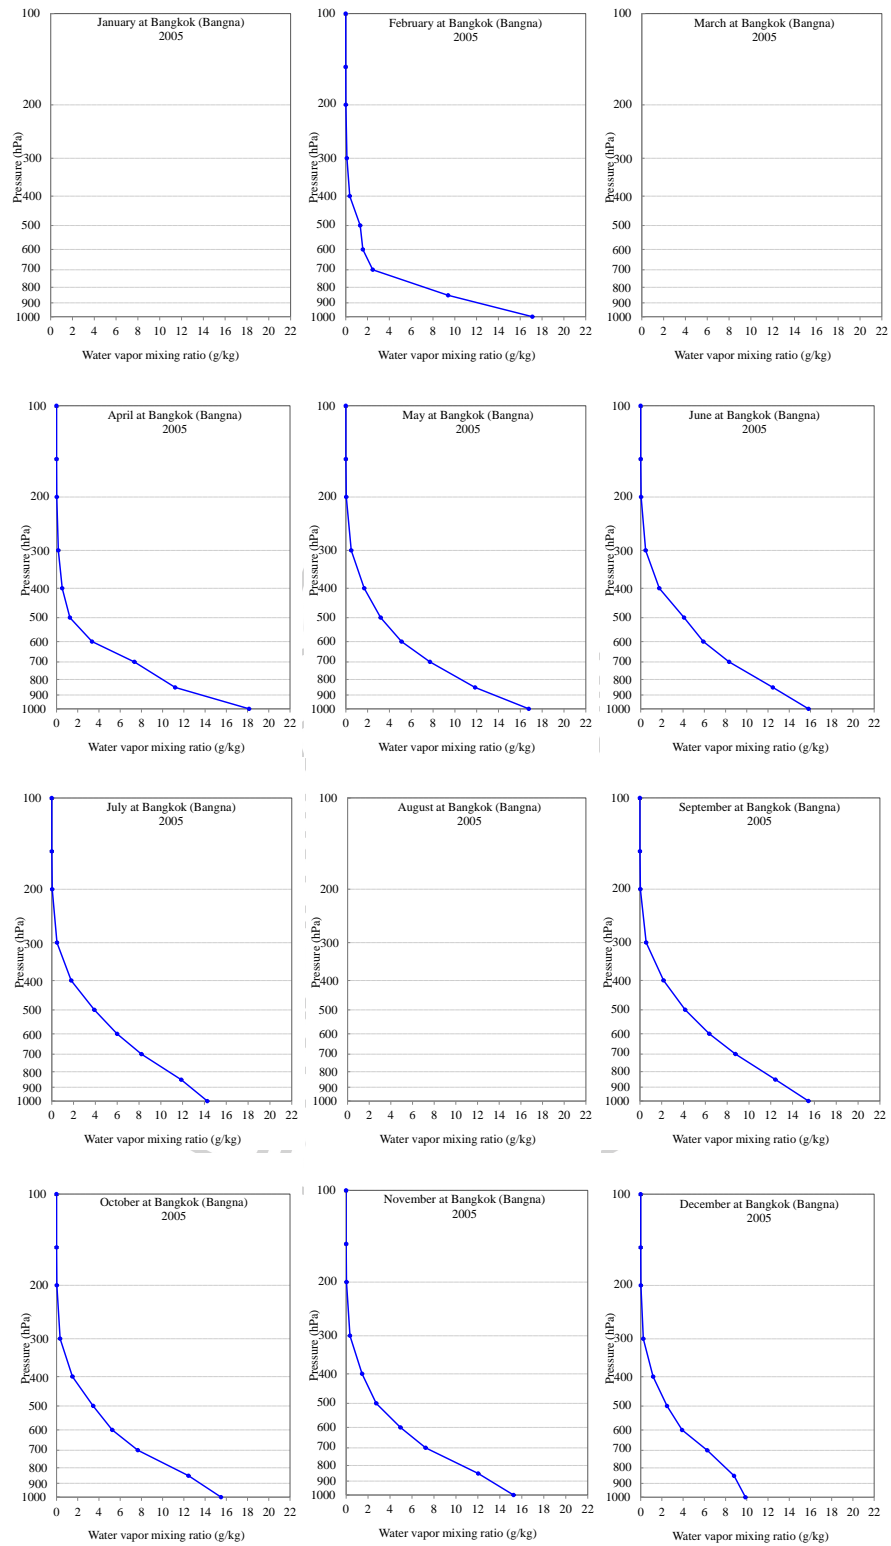 January at Bangkok (Bangna)
2005
100
200
300
400
500
600
700
800
900
1000
Pressure (hPa)
0 2 4 6 8 10 12 14 16 18 20 22
Water vapor mixing ratio (g/kg)
February at Bangkok (Bangna)
2005
100
200
300
400
500
600
700
800
900
1000
Pressure (hPa)
0 2 4 6 8 10 12 14 16 18 20 22
Water vapor mixing ratio (g/kg)
March at Bangkok (Bangna)
2005
100
200
300
400
500
600
700
800
900
1000
Pressure (hPa)
0 2 4 6 8 10 12 14 16 18 20 22
Water vapor mixing ratio (g/kg)
April at Bangkok (Bangna)
2005
100
200
300
400
500
600
700
800
900
1000
Pressure (hPa)
0 2 4 6 8 10 12 14 16 18 20 22
Water vapor mixing ratio (g/kg)
May at Bangkok (Bangna)
2005
100
200
300
400
500
600
700
800
900
1000
Pressure (hPa)
0 2 4 6 8 10 12 14 16 18 20 22
Water vapor mixing ratio (g/kg)
June at Bangkok (Bangna)
2005
100
200
300
400
500
600
700
800
900
1000
Pressure (hPa)
0 2 4 6 8 10 12 14 16 18 20 22
Water vapor mixing ratio (g/kg)
July at Bangkok (Bangna)
2005
100
200
300
400
500
600
700
800
900
1000
Pressure (hPa)
0 2 4 6 8 10 12 14 16 18 20 22
Water vapor mixing ratio (g/kg)
August at Bangkok (Bangna)
2005
100
200
300
400
500
600
700
800
900
1000
Pressure (hPa)
0 2 4 6 8 10 12 14 16 18 20 22
Water vapor mixing ratio (g/kg)
September at Bangkok (Bangna)
2005
100
200
300
400
500
600
700
800
900
1000
Pressure (hPa)
0 2 4 6 8 10 12 14 16 18 20 22
Water vapor mixing ratio (g/kg)
October at Bangkok (Bangna)
2005
100
200
300
400
500
600
700
800
900
1000
Pressure (hPa)
0 2 4 6 8 10 12 14 16 18 20 22
Water vapor mixing ratio (g/kg)
November at Bangkok (Bangna)
2005
100
200
300
400
500
600
700
800
900
1000
Pressure (hPa)
0 2 4 6 8 10 12 14 16 18 20 22
Water vapor mixing ratio (g/kg)
December at Bangkok (Bangna)
2005
100
200
300
400
500
600
700
800
900
1000
Pressure (hPa)
0 2 4 6 8 10 12 14 16 18 20 22
Water vapor mixing ratio (g/kg)